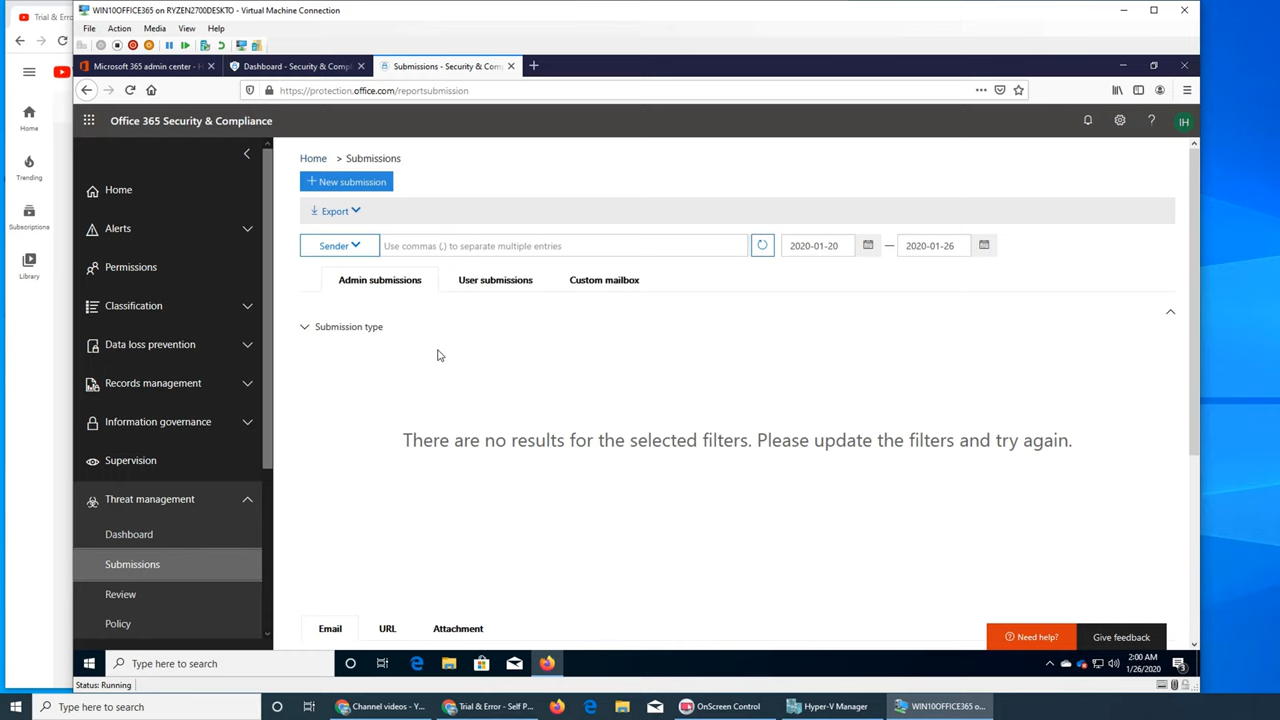 Trial & Erro
WIN10OFFICE365 on RYZEN2700DESKTO - Virtual Machine Connection
File Action Media View Help
Microsoft 365 admin center - H
Dashboard - Security & Compl
Submissions - Security & Com
https://protection.office.com/reportsubmission
Office 365 Security & Compliance
IH
Home
Trending
Subscriptions
Library
Home
Alerts
Permissions
Classification
Data loss prevention
Records management
Information governance
Supervision
Threat management
Dashboard
Submissions
Review
Policy
Home > Submissions
+ New submission
Export
Sender Use commas (,) to separate multiple entries 2020-01-20 — 2020-01-26
Admin submissions User submissions Custom mailbox
Submission type
There are no results for the selected filters. Please update the filters and try again.
Email URL Attachment
Need help? Give feedback
Type here to search
2:00 AM
1/26/2020
3
Status: Running
Type here to search
Channel videos - Y...
Trial & Error - Self P...
OnScreen Control
Hyper-V Manager
WIN10OFFICE365 o...